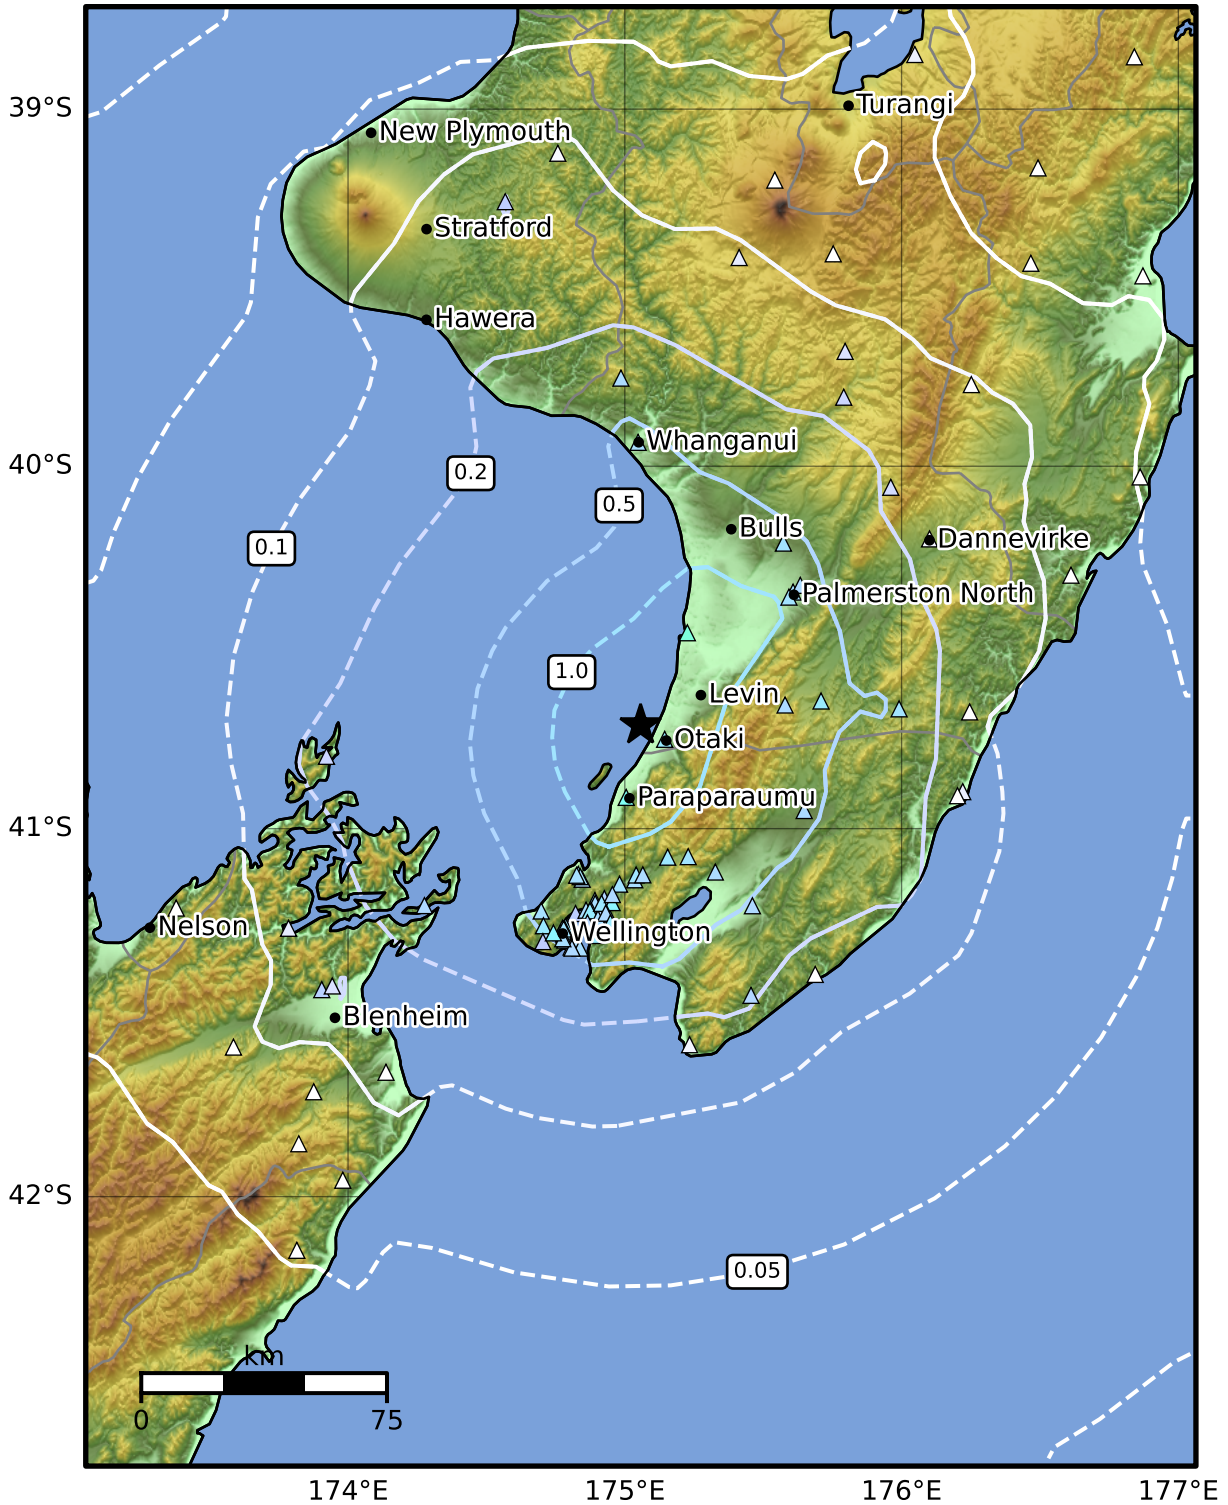 39°S
Turangi
New Plymouth
Stratford
Hawera
Whanganui
40°S
0.2
0.5
Bulls
Dannevirke
0.1
Palmerston North
1.0
Levin
Otaki
Paraparaumu
41°S
Nelson
Wellington
Blenheim
42°S
0.05
km
0
75
174°E
175°E
176°E
177°E